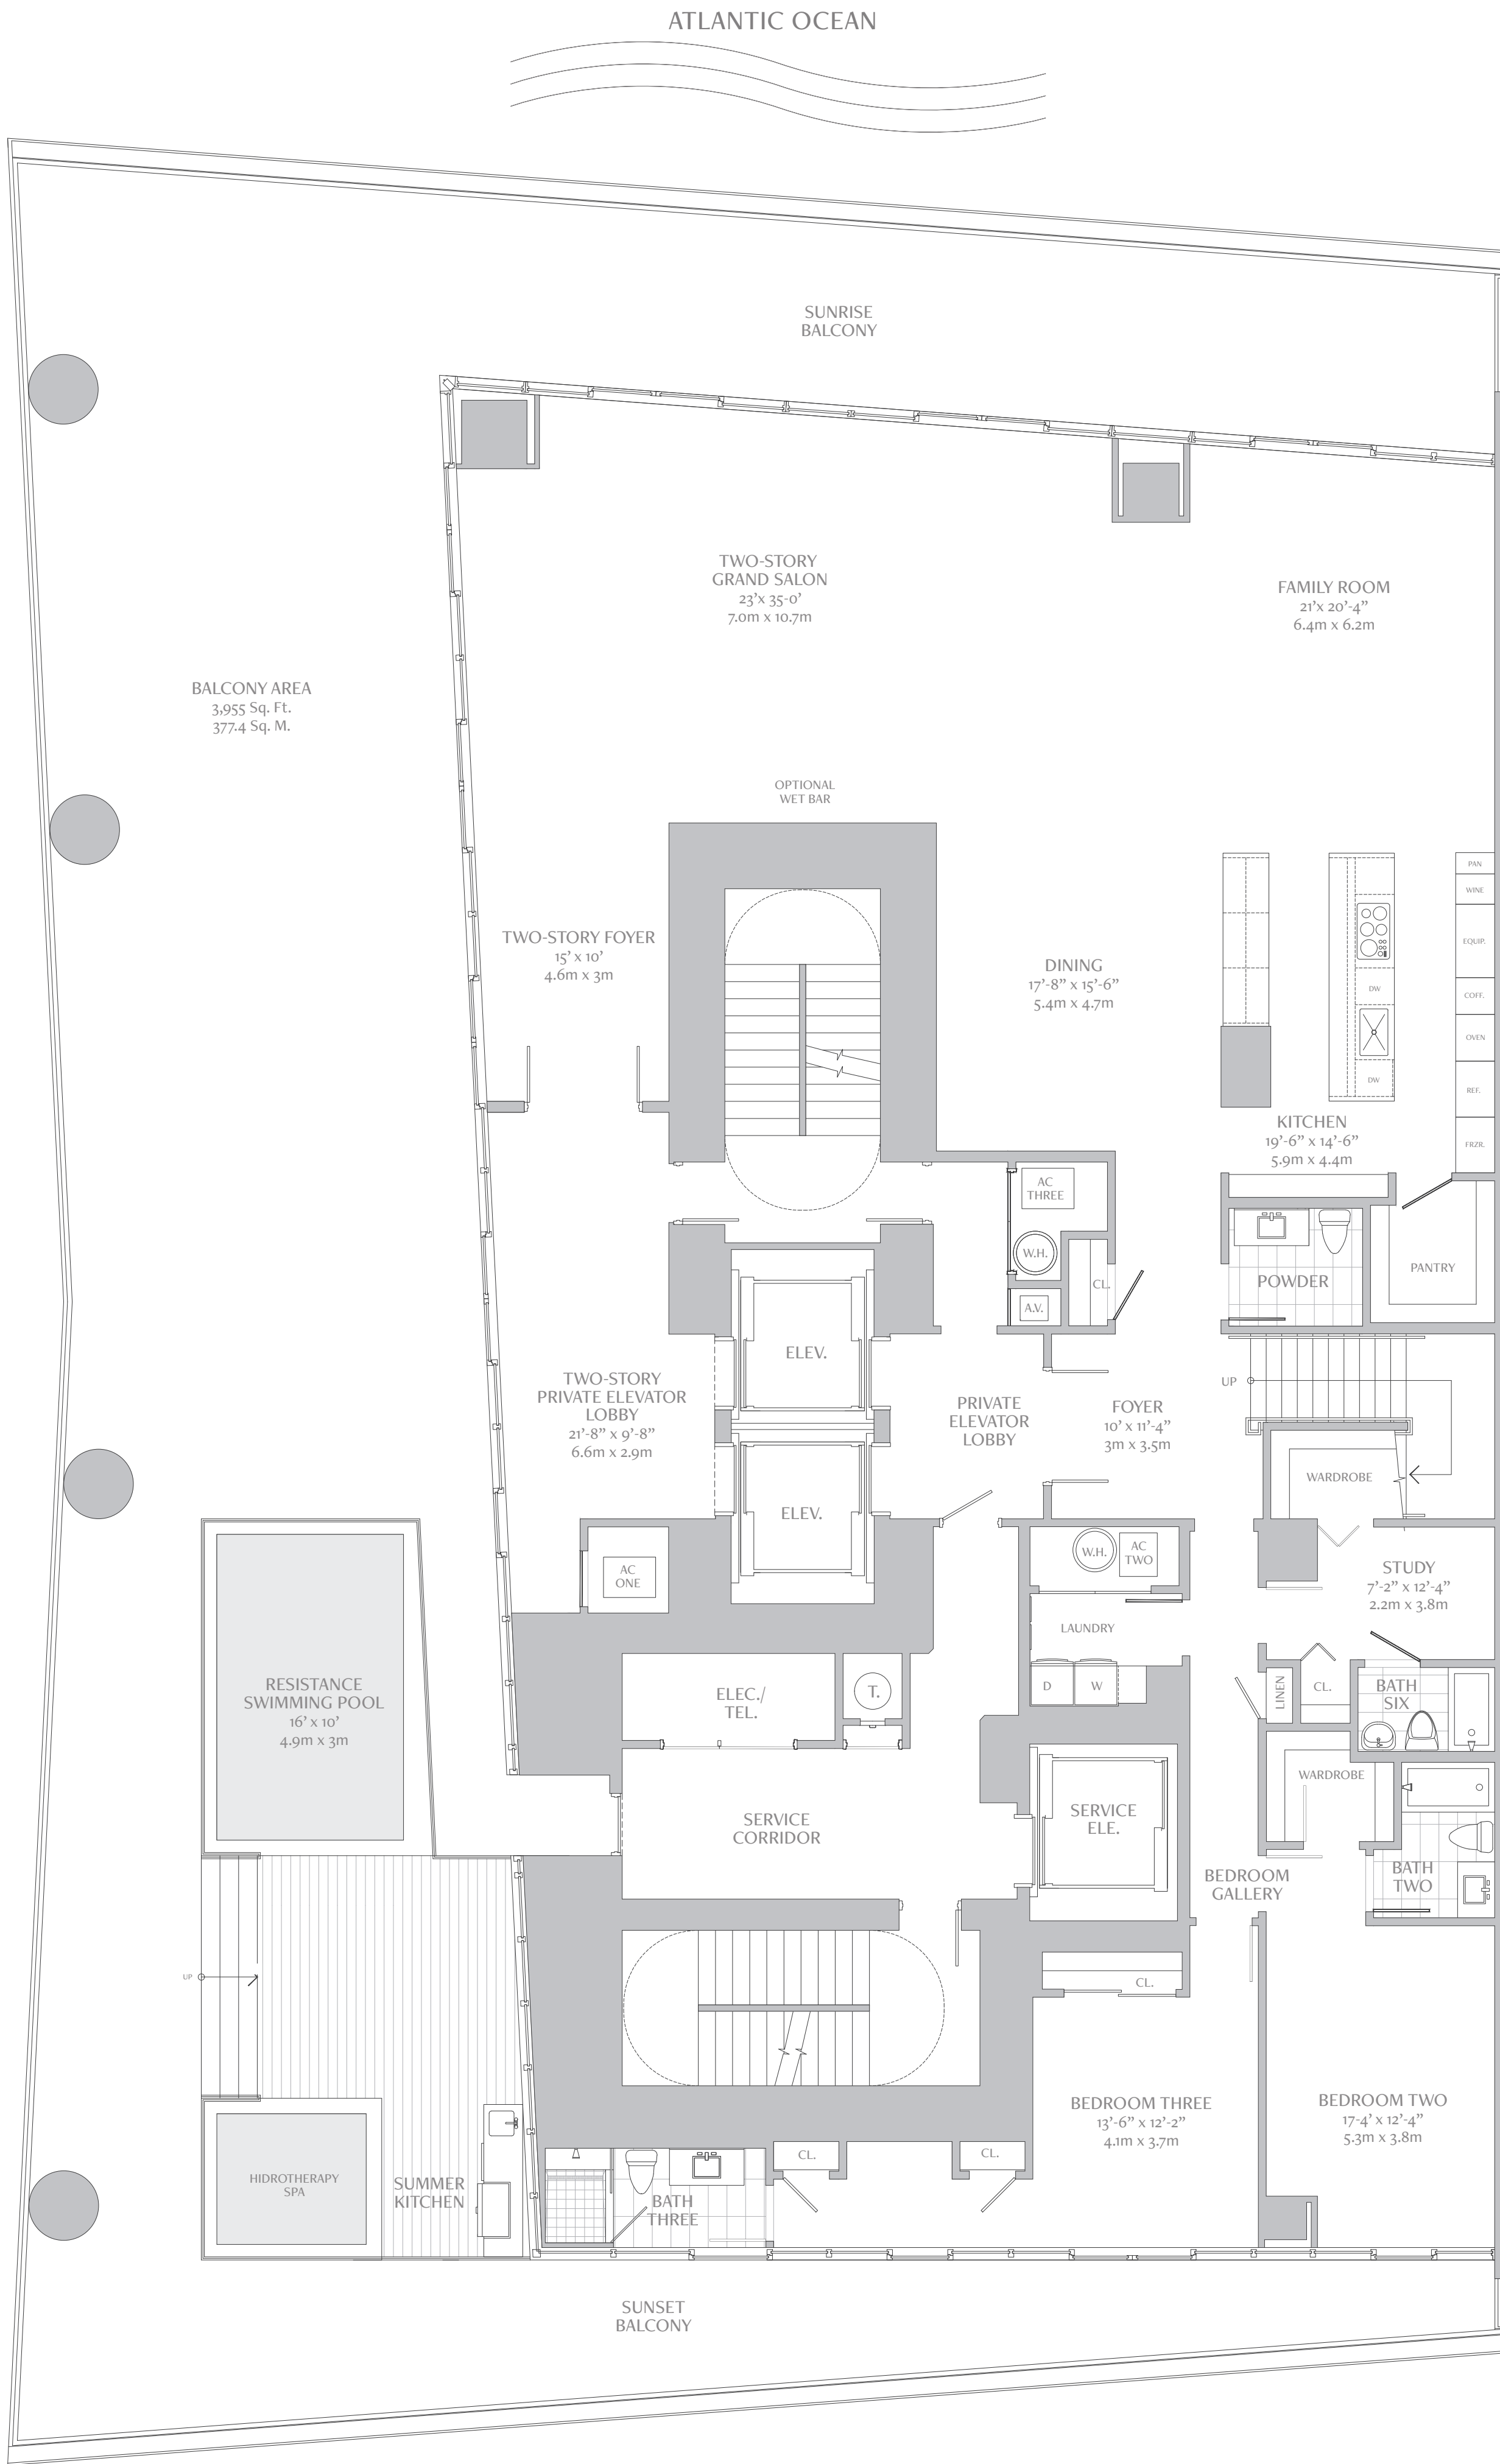 ATLANTIC OCEAN
SUNRISE
BALCONY
TWO-STORY
GRAND SALON
23’x 35-0’
7.0m x 10.7m
FAMILY ROOM
21’x 20’-4”
6.4m x 6.2m
BALCONY AREA
3,955 Sq. Ft.
377.4 Sq. M.
OPTIONAL
WET BAR
TWO-STORY FOYER
15’ x 10’
4.6m x 3m
DINING
17’-8” x 15’-6”
5.4m x 4.7m
PAN
WINE
EQUIP.
COFF.
OVEN
REF.
FRZR.
DW
DW
KITCHEN
19’-6” x 14’-6”
5.9m x 4.4m
AC
THREE
W.H.
CL.
A.V.
POWDER
PANTRY
ELEV.
TWO-STORY
PRIVATE ELEVATOR
LOBBY
21’-8” x 9’-8”
6.6m x 2.9m
PRIVATE
ELEVATOR
LOBBY
FOYER
10’ x 11’-4”
3m x 3.5m
UP
WARDROBE
ELEV.
AC
ONE
W.H.
AC
TWO
STUDY
7’-2” x 12’-4”
2.2m x 3.8m
LAUNDRY
D
W
LINEN
CL.
BATH
SIX
RESISTANCE
SWIMMING POOL
16’ x 10’
4.9m x 3m
ELEC./
TEL.
T.
WARDROBE
SERVICE
CORRIDOR
SERVICE
ELE.
BEDROOM
GALLERY
BATH
TWO
UP
CL.
BEDROOM THREE
13’-6” x 12’-2”
4.1m x 3.7m
BEDROOM TWO
17-4’ x 12’-4”
5.3m x 3.8m
HIDROTHERAPY
SPA
SUMMER
KITCHEN
BATH
THREE
CL.
CL.
SUNSET
BALCONY